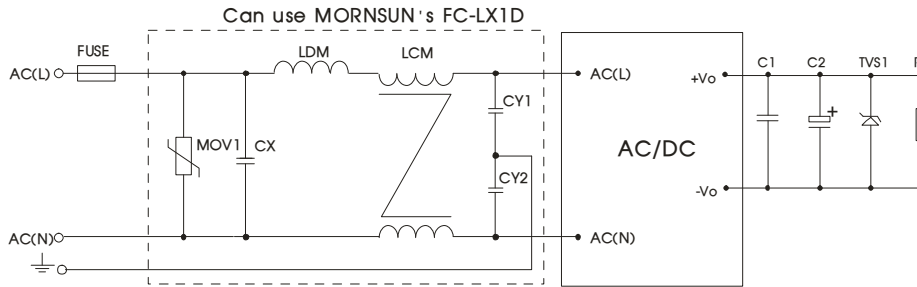 Can use MORNSUN's FC-LX1D
FUSE
LDM
LCM
AC(L)
AC(L)
+Vo
C1
C2
TVS1
MOV1
CX
CY1
CY2
AC/DC
+
-Vo
AC(N)
AC(N)